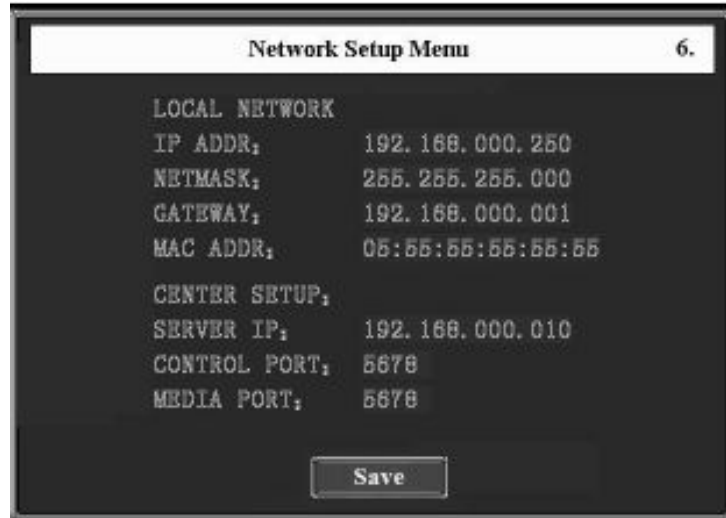 Network Setup Menu 6.
LOCAL NETWORK
IP ADDR: 192.168.000.250
NETMASK: 255.255.255.000
GATEWAY: 192.168.000.001
MAC ADDR: 05:55:55:55:55:55
CENTER SETUP:
SERVER IP: 192.168.000.010
CONTROL PORT: 5678
MEDIA PORT: 5678
Save